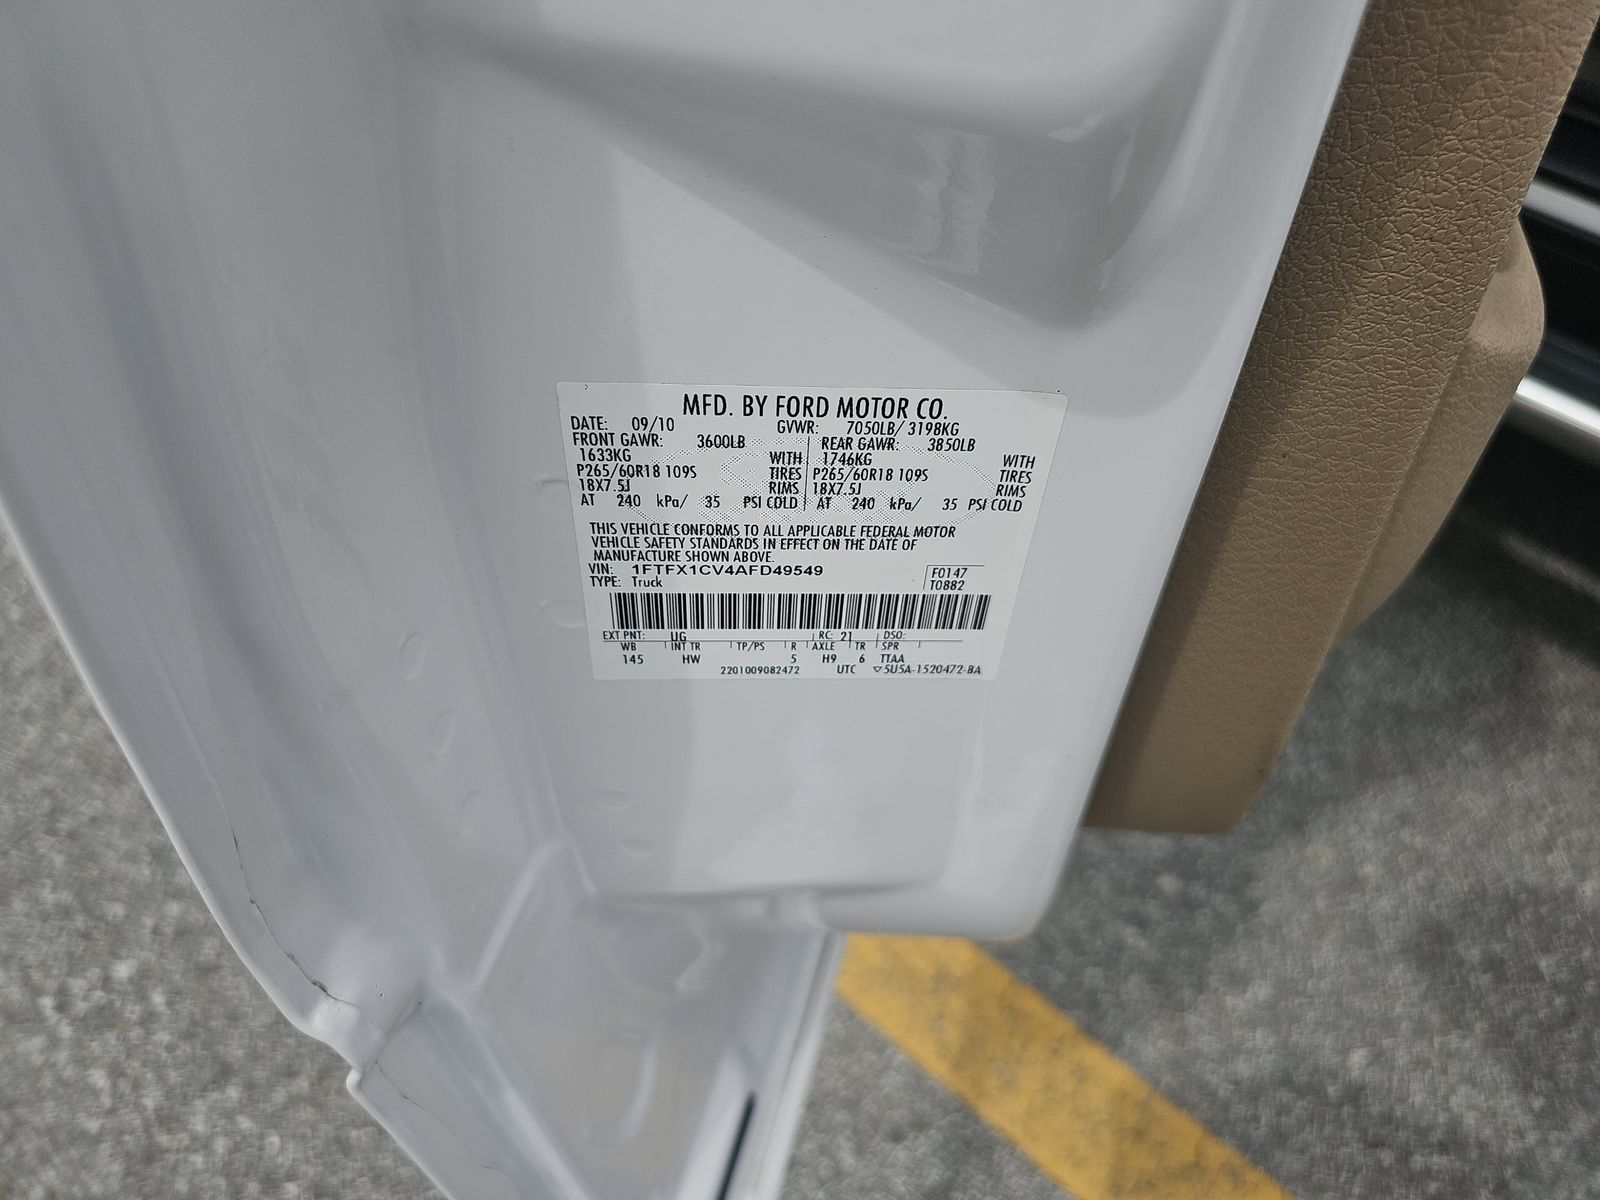 MFD. BY FORD MOTOR CO.
DATE: 09/10 GVWR: 7050LB/ 3198KG
FRONT GAWR: 3600LB REAR GAWR: 3850LB
1633KG WITH 1746KG WITH
P265/60R18 109S TIRES P265/60R18 109S TIRES
18X7.5J RIMS 18X7.5J RIMS
AT 240 kPa/ 35 PSI COLD AT 240 kPa/ 35 PSI COLD
THIS VEHICLE CONFORMS TO ALL APPLICABLE FEDERAL MOTOR
VEHICLE SAFETY STANDARDS IN EFFECT ON THE DATE OF
MANUFACTURE SHOWN ABOVE.
VIN: 1FTFX1CV4AFD49549 F0147
TYPE: Truck T0882
EXT PNT: UG RC: 21 DSO:
WB INT TR TP/PS R AXLE TR SPR
145 HW 5 H9 6 TTAA
2201009082472 UTC ▽5U5A-1520472-BA